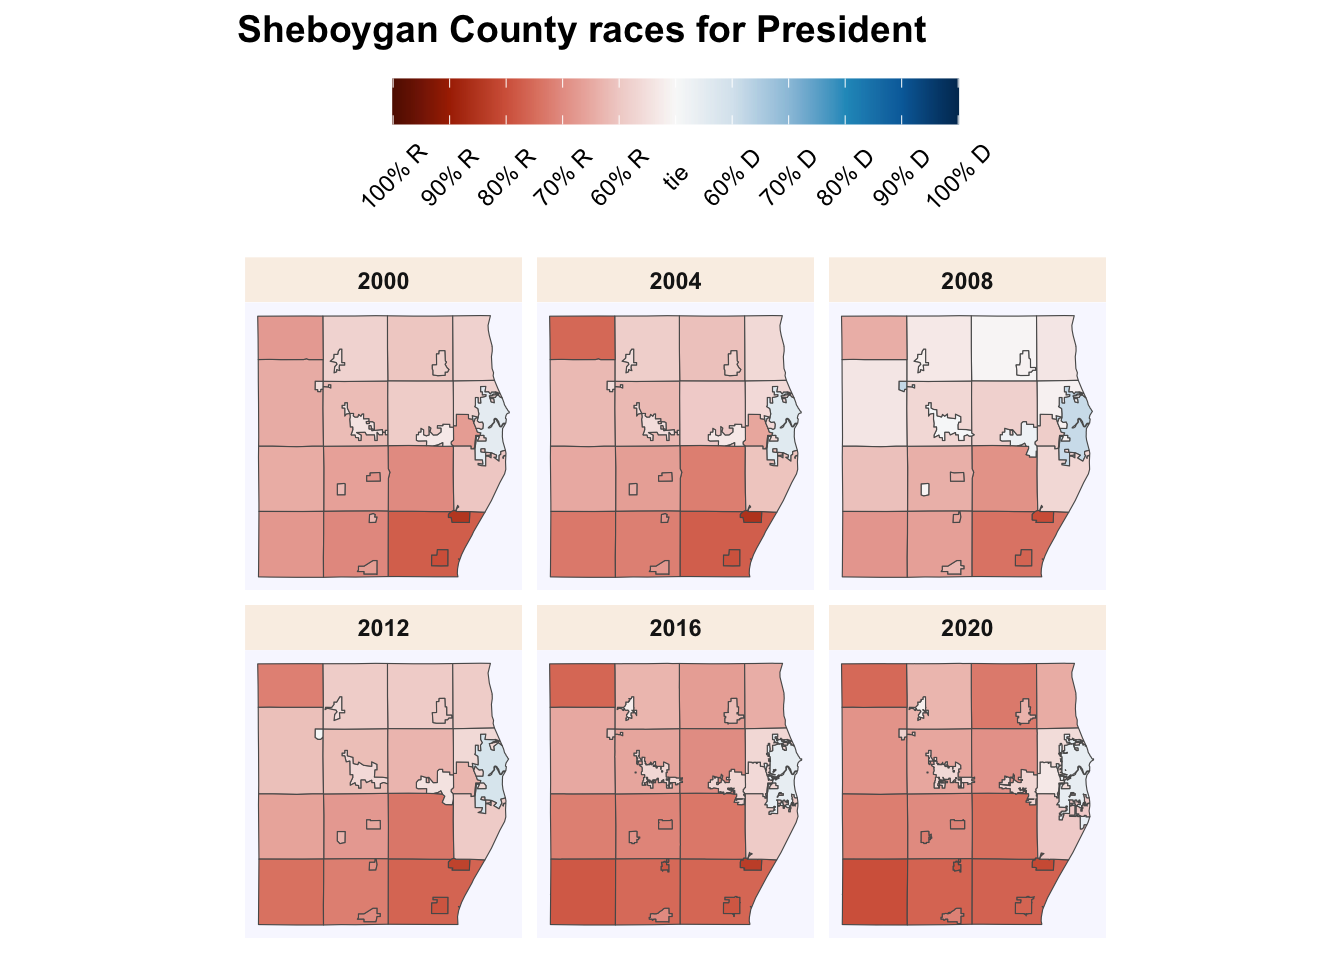 Sheboygan County races for President
100% R 90% R 80% R 70% R 60% R tie 60% D 70% D 80% D 90% D 100% D
2000 2004 2008
2012 2016 2020